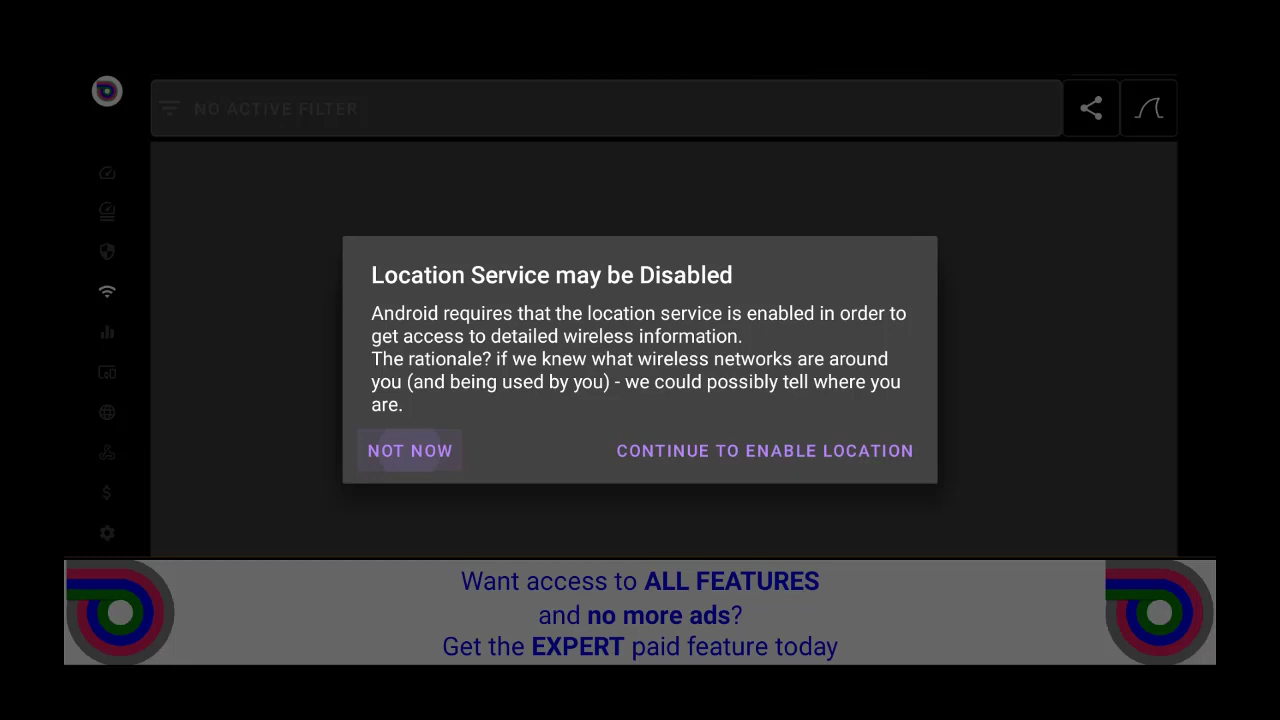 NO ACTIVE FILTER
Location Service may be Disabled
Android requires that the location service is enabled in order to
get access to detailed wireless information.
The rationale? if we knew what wireless networks are around
you (and being used by you) - we could possibly tell where you
are.
NOT NOW
CONTINUE TO ENABLE LOCATION
Want access to ALL FEATURES
and no more ads?
Get the EXPERT paid feature today